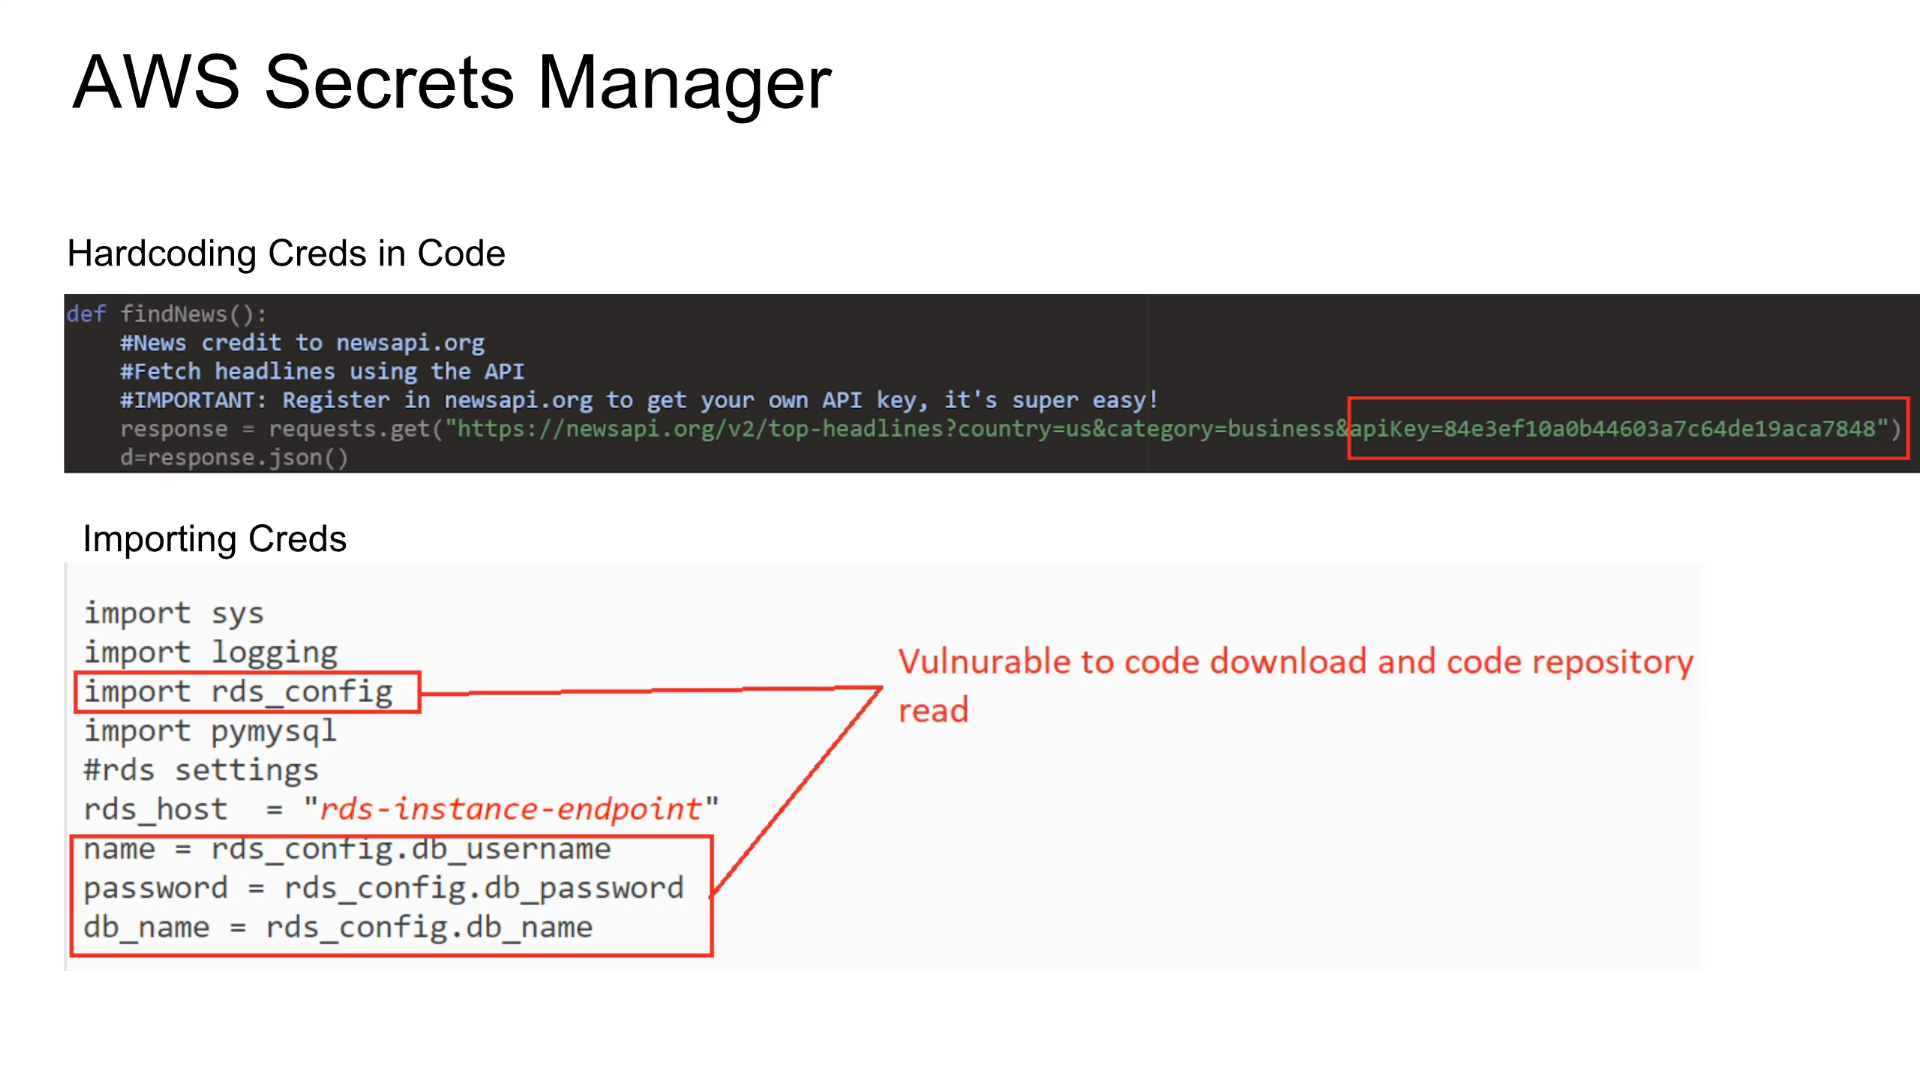 AWS Secrets Manager
Hardcoding Creds in Code
def findNews():
#News credit to newsapi.org
#Fetch headlines using the API
#IMPORTANT: Register in newsapi.org to get your own API key, it's super easy!
response = requests.get("https://newsapi.org/v2/top-headlines?country=us&category=business&apiKey=84e3ef10a0b44603a7c64de19aca7848")
d=response.json()
Importing Creds
import sys
import logging
import rds_config
import pymysql
#rds settings
rds_host  = "rds-instance-endpoint"
name = rds_config.db_username
password = rds_config.db_password
db_name = rds_config.db_name
Vulnurable to code download and code repository
read